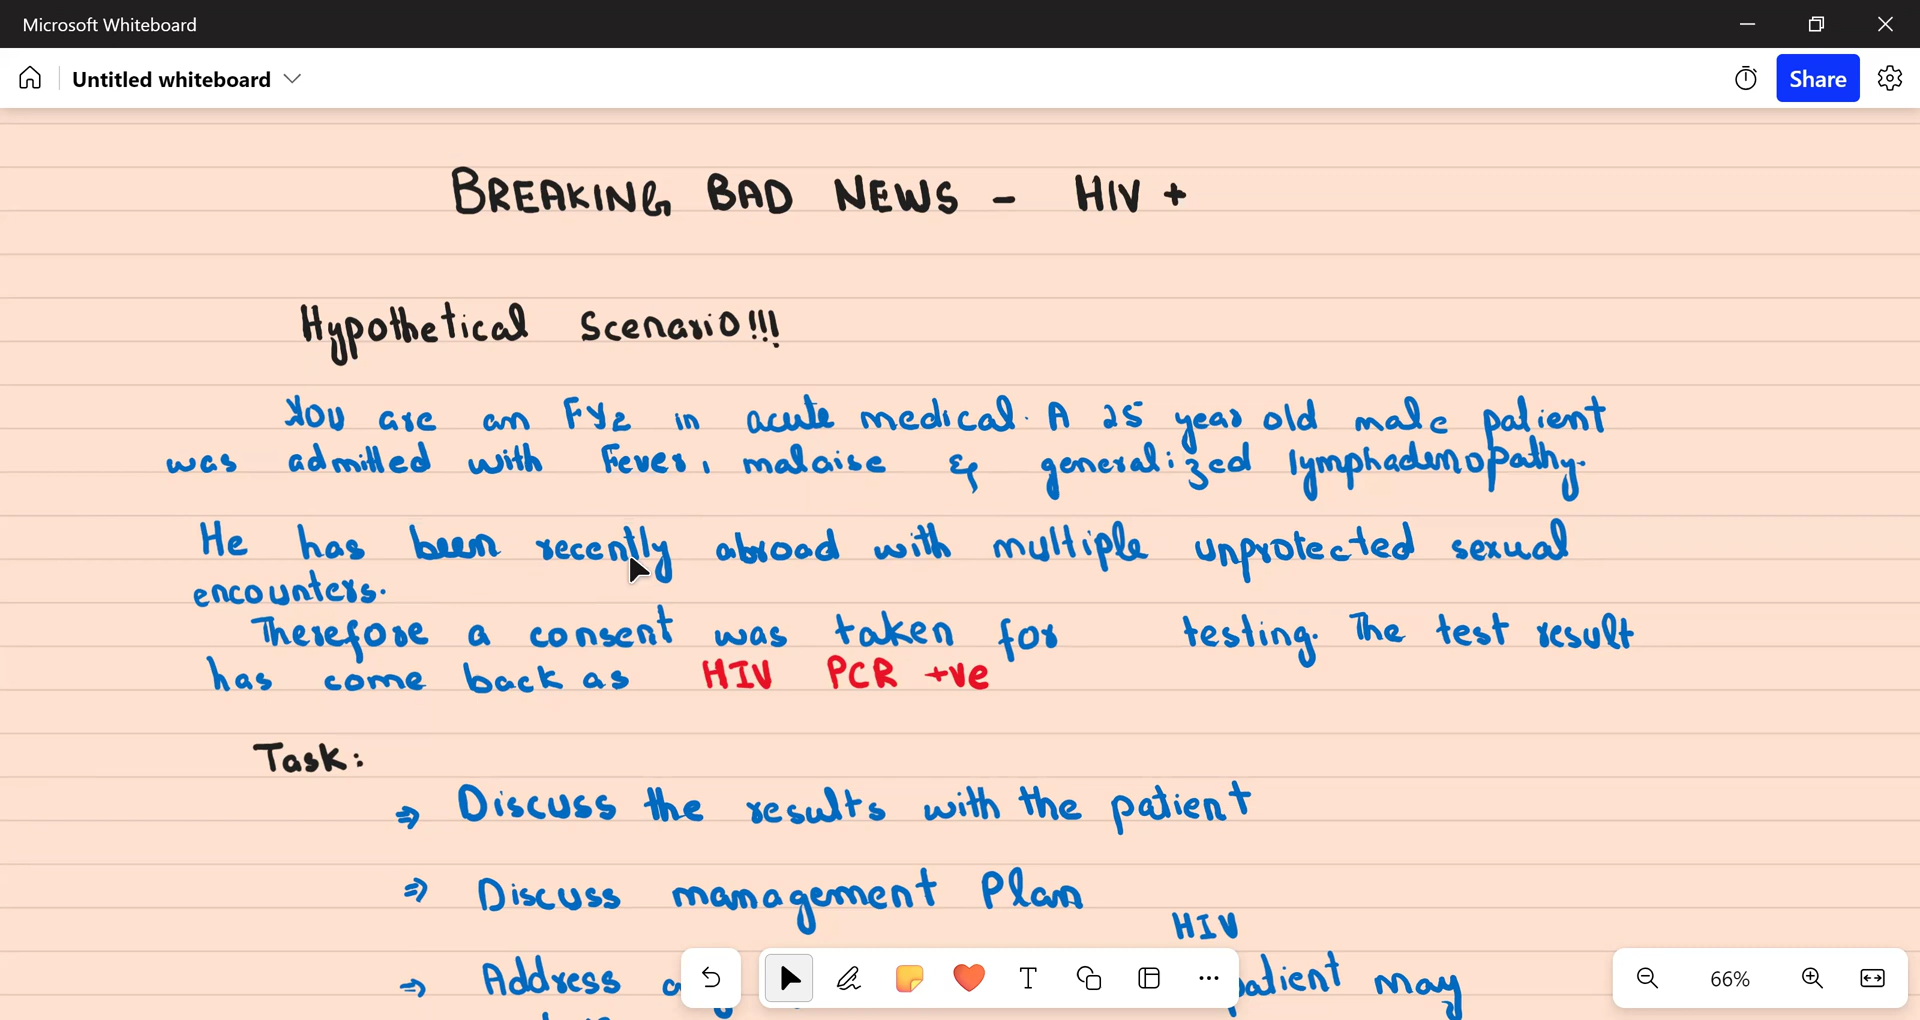 Microsoft Whiteboard
Untitled whiteboard
Share
BREAKING BAD NEWS - HIV +
Hypothetical Scenario!!!
You are an FY2 in acute medical. A 25 year old male patient
was admitted with Fever, malaise & generalized lymphadenopathy.
He has been recently abroad with multiple unprotected sexual
encounters.
Therefore a consent was taken for testing. The test result
has come back as HIV PCR +ve
Task:
⇒ Discuss the results with the patient
⇒ Discuss management Plan
HIV
⇒ Address patient may
T
66%